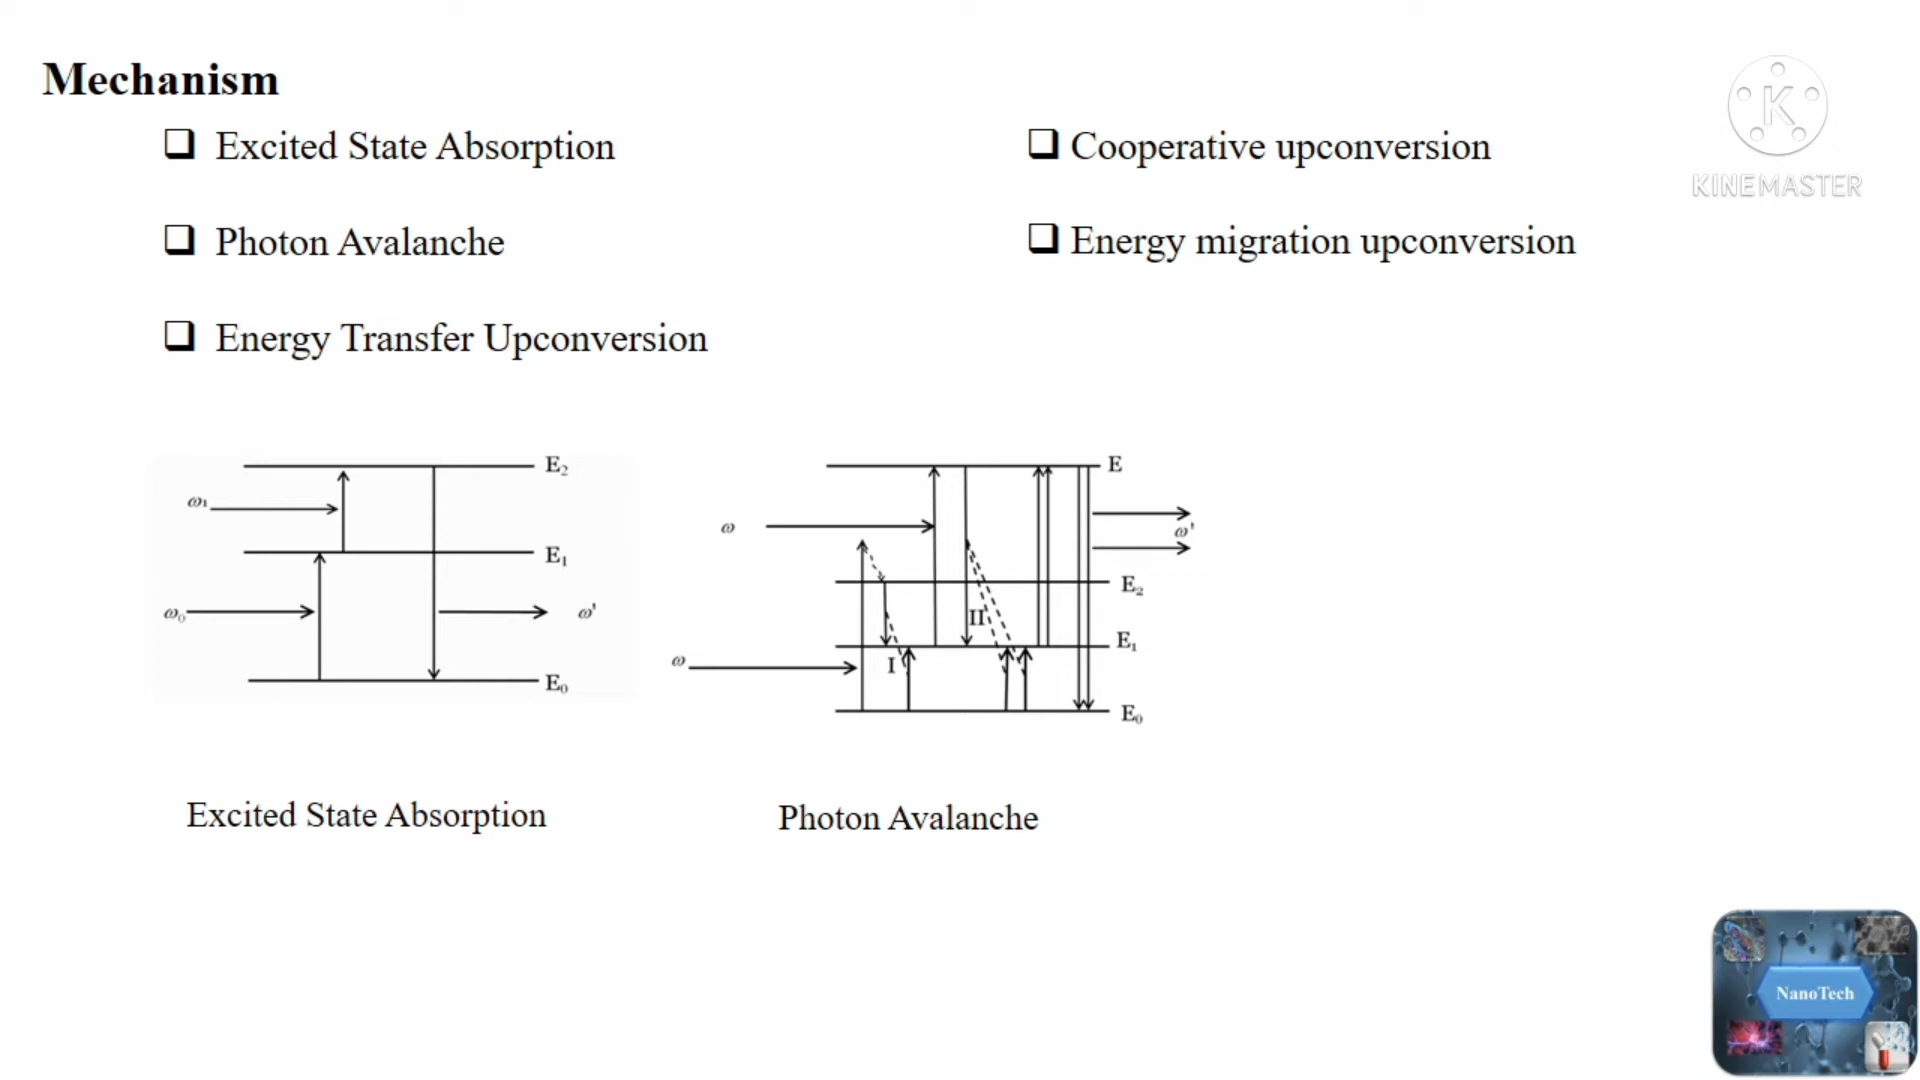 Mechanism
Excited State Absorption
Photon Avalanche
Energy Transfer Upconversion
Cooperative upconversion
Energy migration upconversion
K
KINEMASTER
E₂
ω₁
E₁
ω₀
ω'
E₀
Excited State Absorption
E
ω
ω'
E₂
II
E₁
ω
I
E₀
Photon Avalanche
NanoTech